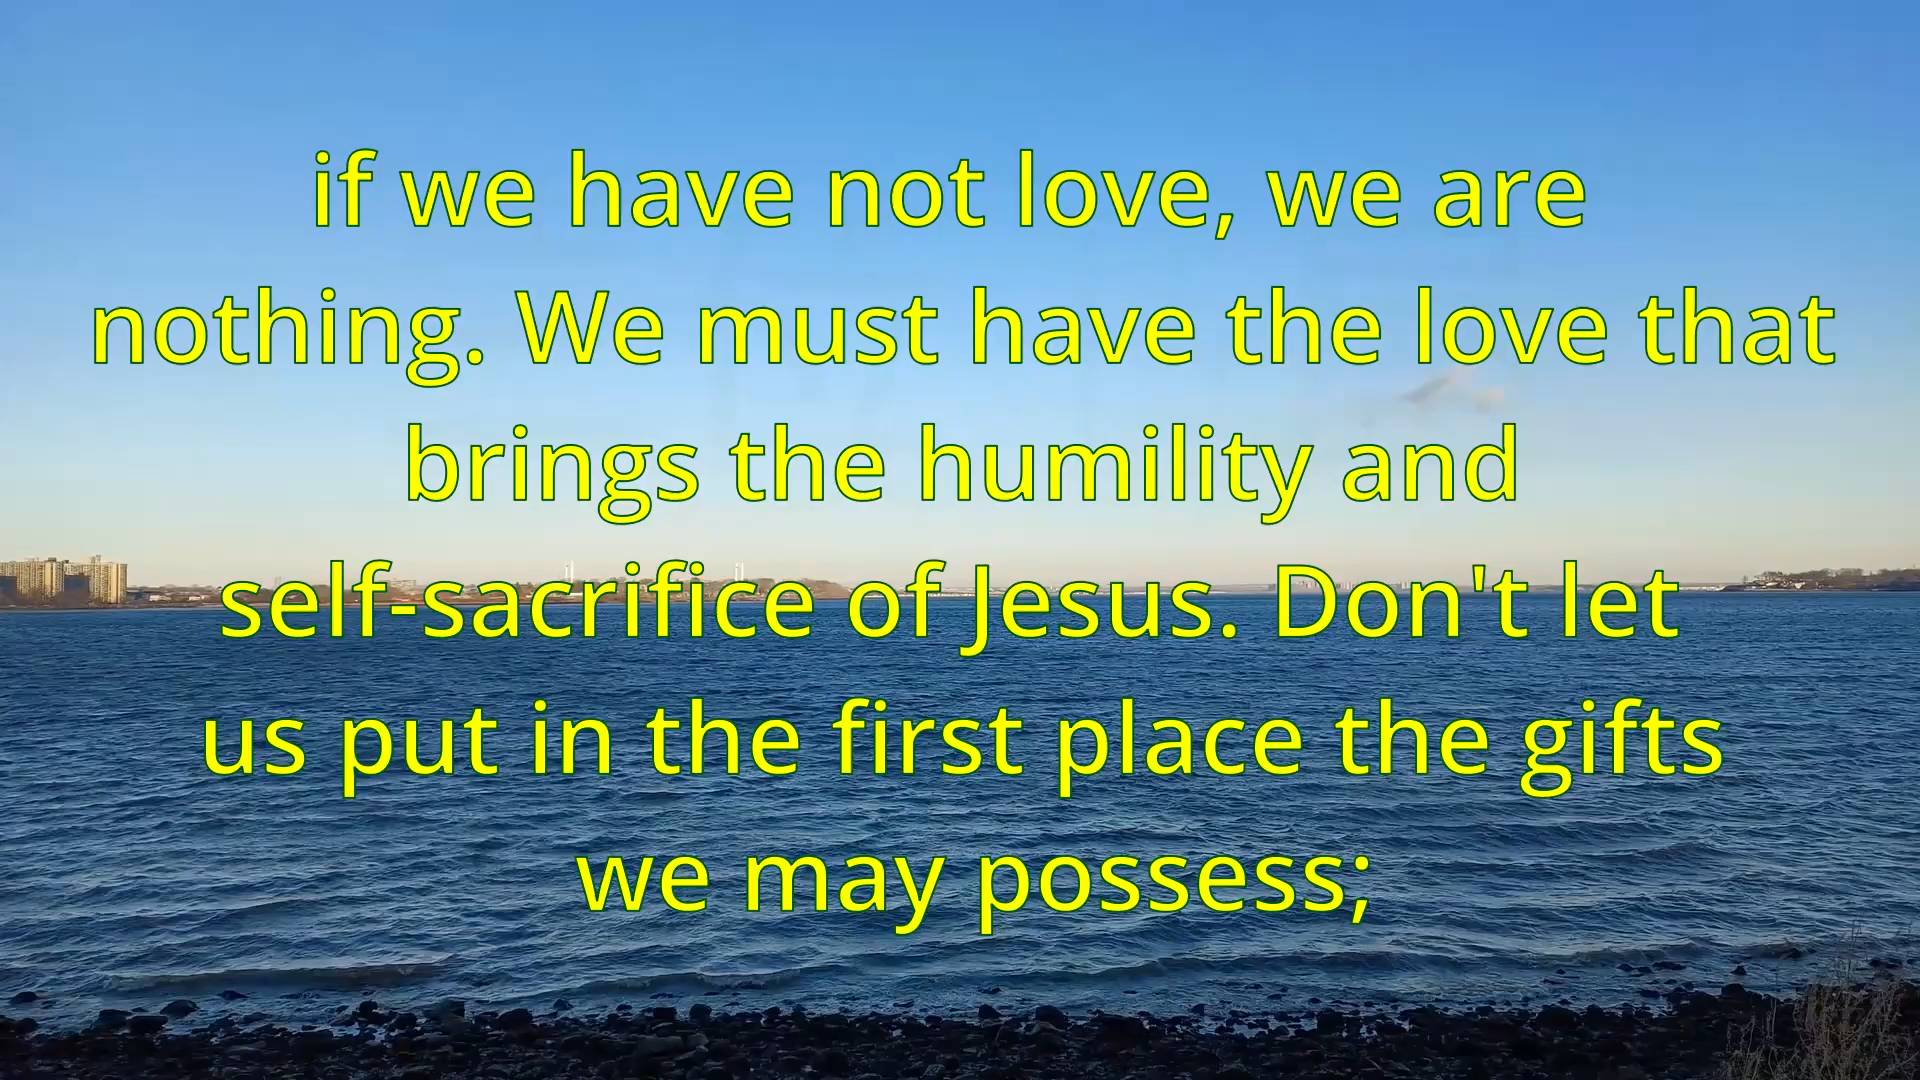 if we have not love, we are
nothing. We must have the love that
brings the humility and
self-sacrifice of Jesus. Don't let
us put in the first place the gifts
we may possess;